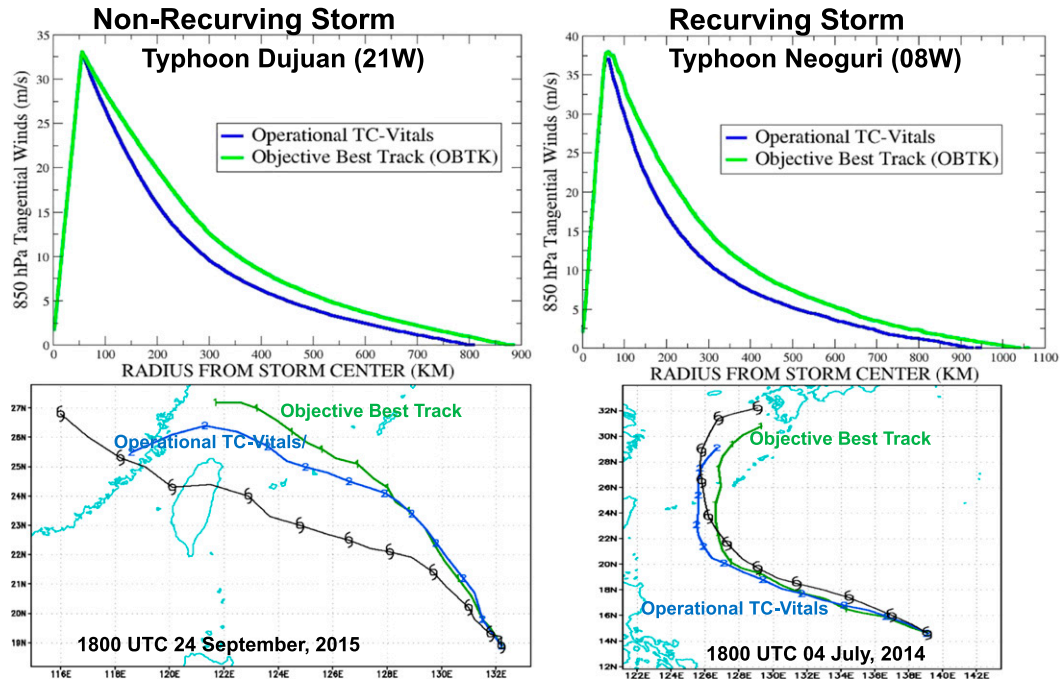 Non-Recurving Storm
Typhoon Dujuan (21W)
35
30
25
20
15
10
5
0
850 hPa Tangential Winds (m/s)
Operational TC-Vitals
Objective Best Track (OBTK)
0 100 200 300 400 500 600 700 800 900
RADIUS FROM STORM CENTER (KM)
Recurving Storm
Typhoon Neoguri (08W)
40
35
30
25
20
15
10
5
0
850 hPa Tangential Winds (m/s)
Operational TC-Vitals
Objective Best Track (OBTK)
0 100 200 300 400 500 600 700 800 900 1000 1100
RADIUS FROM STORM CENTER (KM)
27N
26N
25N
24N
23N
22N
21N
20N
19N
Objective Best Track
Operational TC-Vitals/
1800 UTC 24 September, 2015
116E 118E 120E 122E 124E 126E 128E 130E 132E
32N
30N
28N
26N
24N
22N
20N
18N
16N
14N
12N
Objective Best Track
Operational TC-Vitals
1800 UTC 04 July, 2014
122E 124E 126E 128E 130E 132E 134E 136E 138E 140E 142E